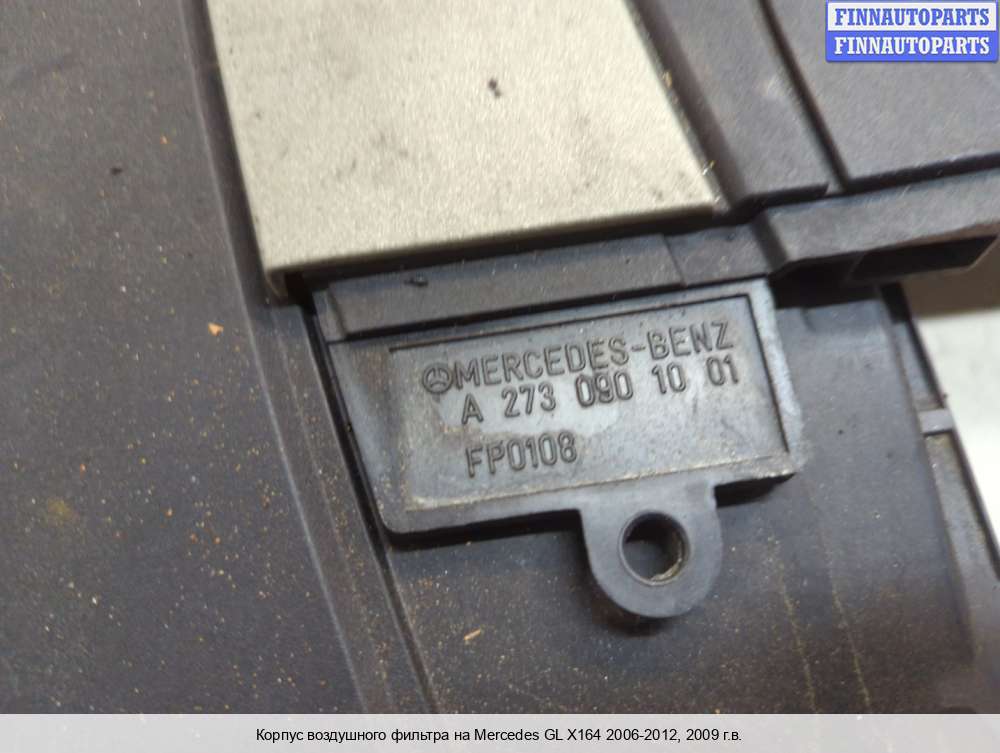 FINNAUTOPARTS
FINNAUTOPARTS
MERCEDES-BENZ
A 273 090 10 01
FP0108
Корпус воздушного фильтра на Mercedes GL X164 2006-2012, 2009 г.в.